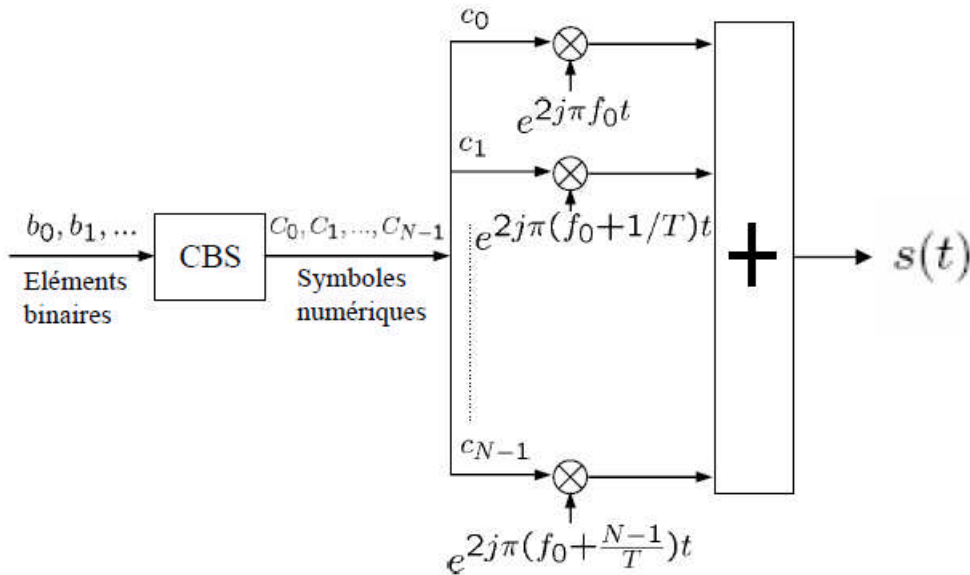 c₀
e^{2jπf₀t}
c₁
e^{2jπ(f₀+1/T)t}
b₀, b₁, ...
CBS
C₀, C₁, ..., C_{N−1}
s(t)
Eléments
binaires
Symboles
numériques
+
c_{N−1}
e^{2jπ(f₀+\frac{N−1}{T})t}